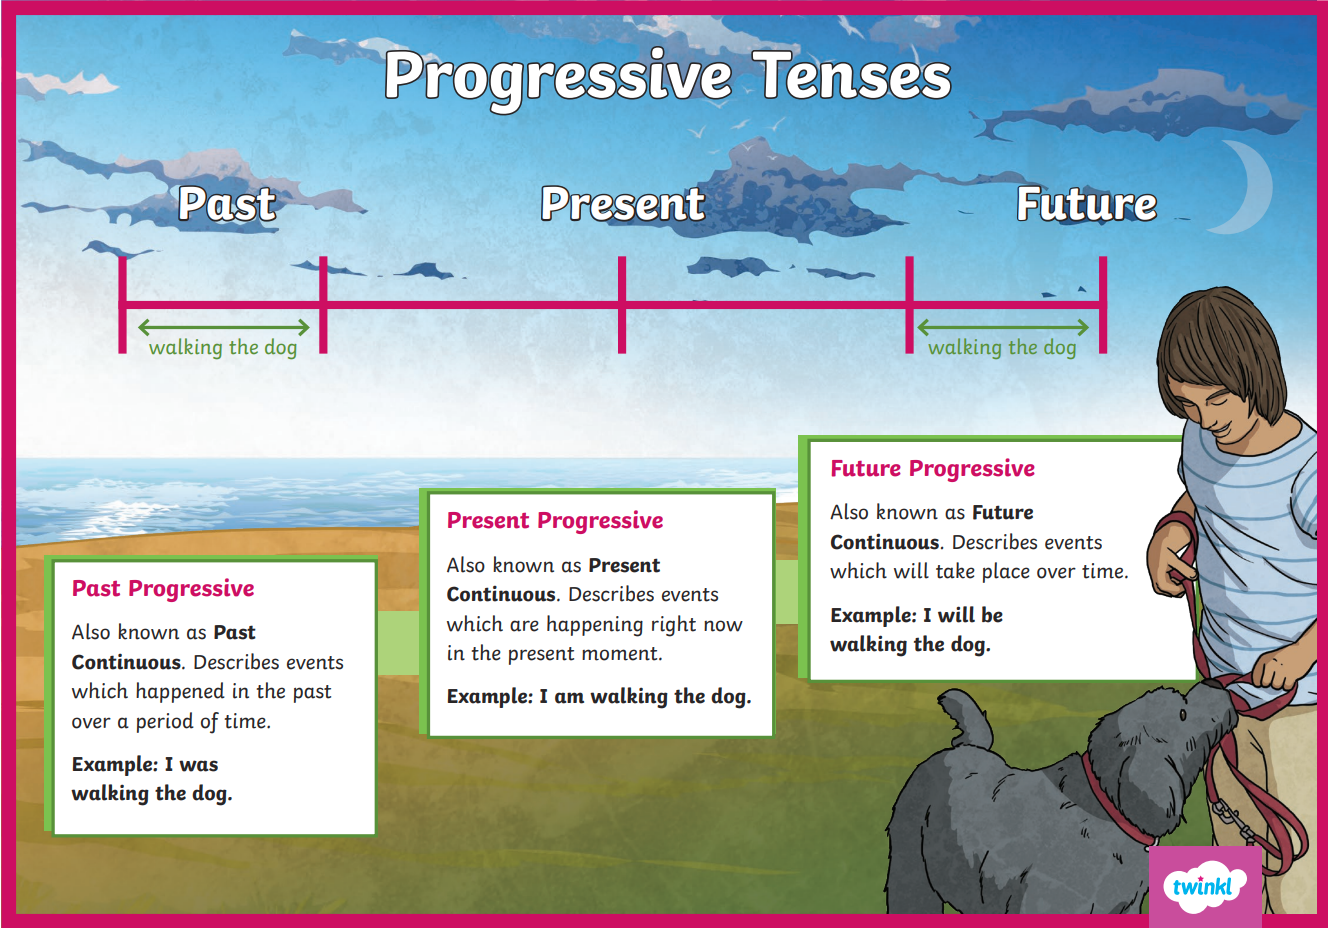 Progressive Tenses
Past
Present
Future
walking the dog
walking the dog
Past Progressive
Also known as Past
Continuous. Describes events
which happened in the past
over a period of time.
Example: I was
walking the dog.
Present Progressive
Also known as Present
Continuous. Describes events
which are happening right now
in the present moment.
Example: I am walking the dog.
Future Progressive
Also known as Future
Continuous. Describes events
which will take place over time.
Example: I will be
walking the dog.
twinkl